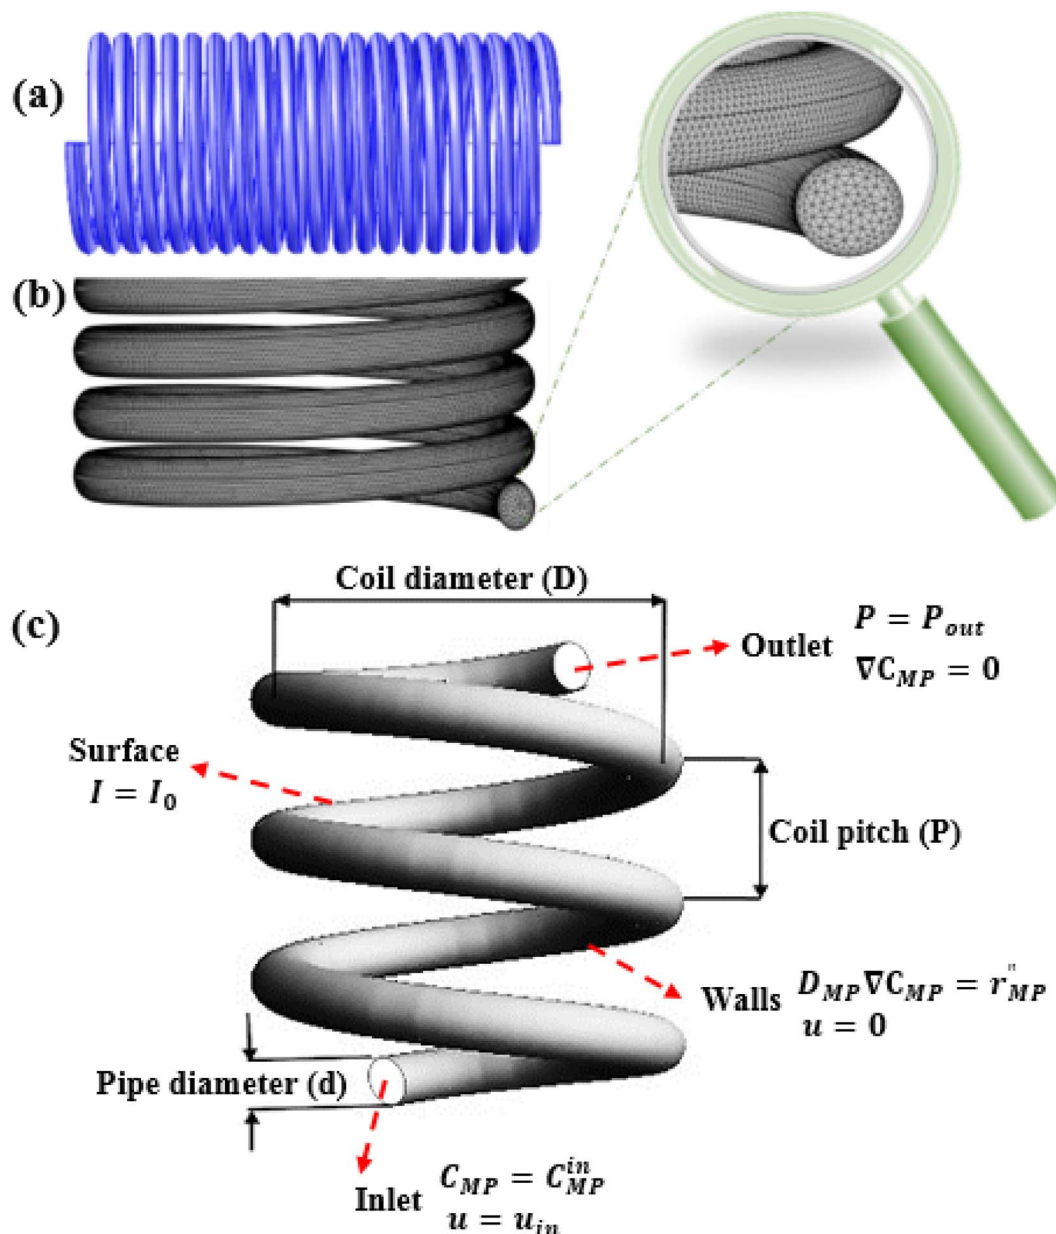 (a)
(b)
(c)
Coil diameter (D)
Outlet
P = P_out
∇C_MP = 0
Surface
I = I_0
Coil pitch (P)
Walls
D_MP∇C_MP = r"_MP
u = 0
Pipe diameter (d)
Inlet
C_MP = C_MP^in
u = u_in